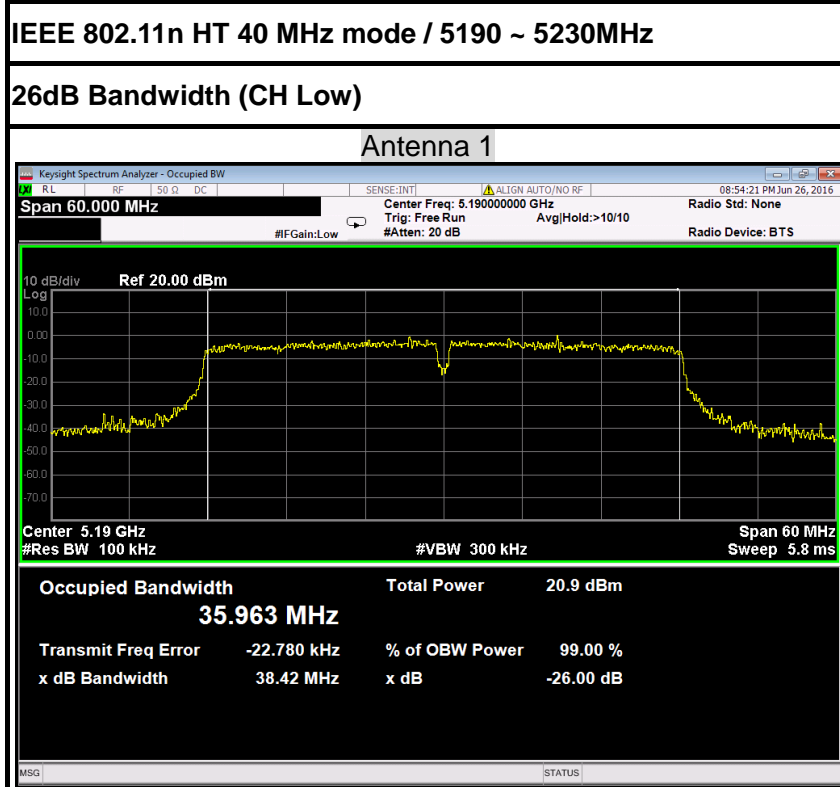 IEEE 802.11n HT 40 MHz mode / 5190 ~ 5230MHz
26dB Bandwidth (CH Low)
Antenna 1
Keysight Spectrum Analyzer - Occupied BW
LXI RL RF 50 Ω DC SENSE:INT ALIGN AUTO/NO RF 08:54:21 PM Jun 26, 2016
Span 60.000 MHz Center Freq: 5.190000000 GHz Radio Std: None
Trig: Free Run Avg|Hold:>10/10
#IFGain:Low #Atten: 20 dB Radio Device: BTS
10 dB/div Ref 20.00 dBm
Log
10.0
0.00
-10.0
-20.0
-30.0
-40.0
-50.0
-60.0
-70.0
Center 5.19 GHz Span 60 MHz
#Res BW 100 kHz #VBW 300 kHz Sweep 5.8 ms
Occupied Bandwidth Total Power 20.9 dBm
35.963 MHz
Transmit Freq Error -22.780 kHz % of OBW Power 99.00 %
x dB Bandwidth 38.42 MHz x dB -26.00 dB
MSG STATUS